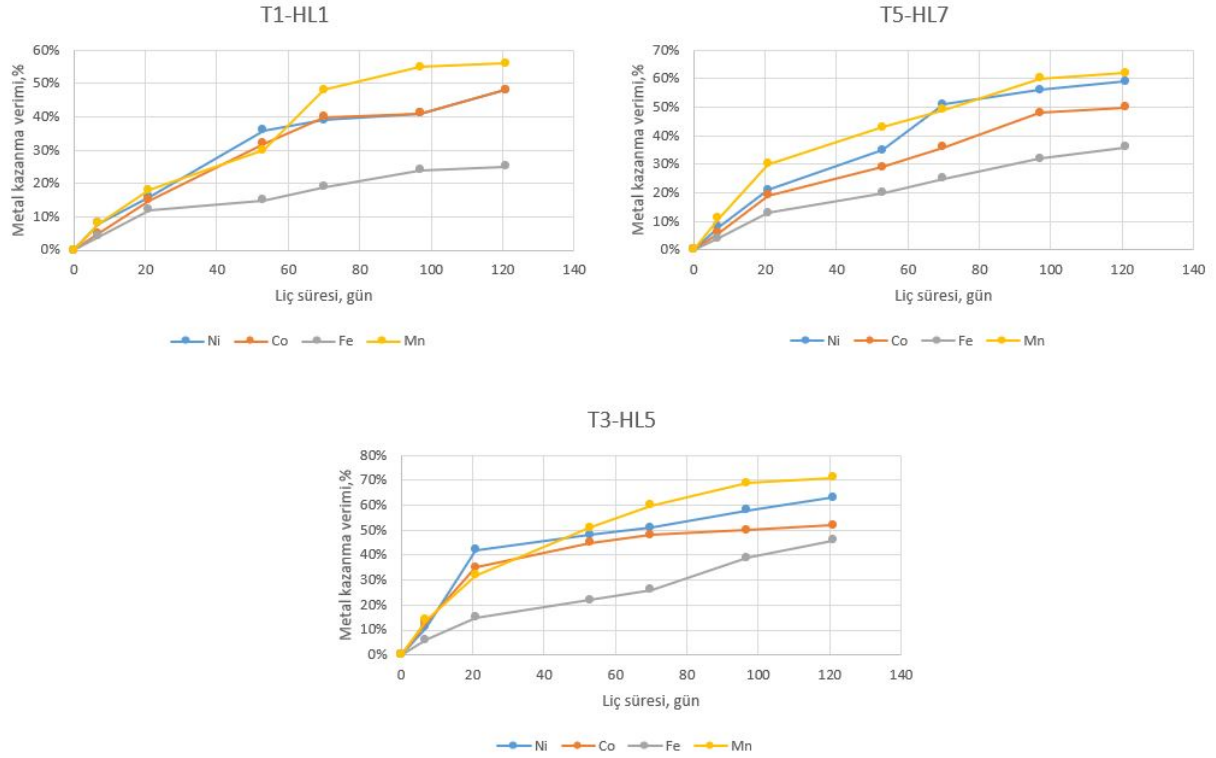 T1-HL1
Metal kazanma verimi,%
60%
50%
40%
30%
20%
10%
0%
0 20 40 60 80 100 120 140
Liç süresi, gün
Ni Co Fe Mn
T5-HL7
Metal kazanma verimi,%
70%
60%
50%
40%
30%
20%
10%
0%
0 20 40 60 80 100 120 140
Liç süresi, gün
Ni Co Fe Mn
T3-HL5
Metal kazanma verimi,%
80%
70%
60%
50%
40%
30%
20%
10%
0%
0 20 40 60 80 100 120 140
Liç süresi, gün
Ni Co Fe Mn